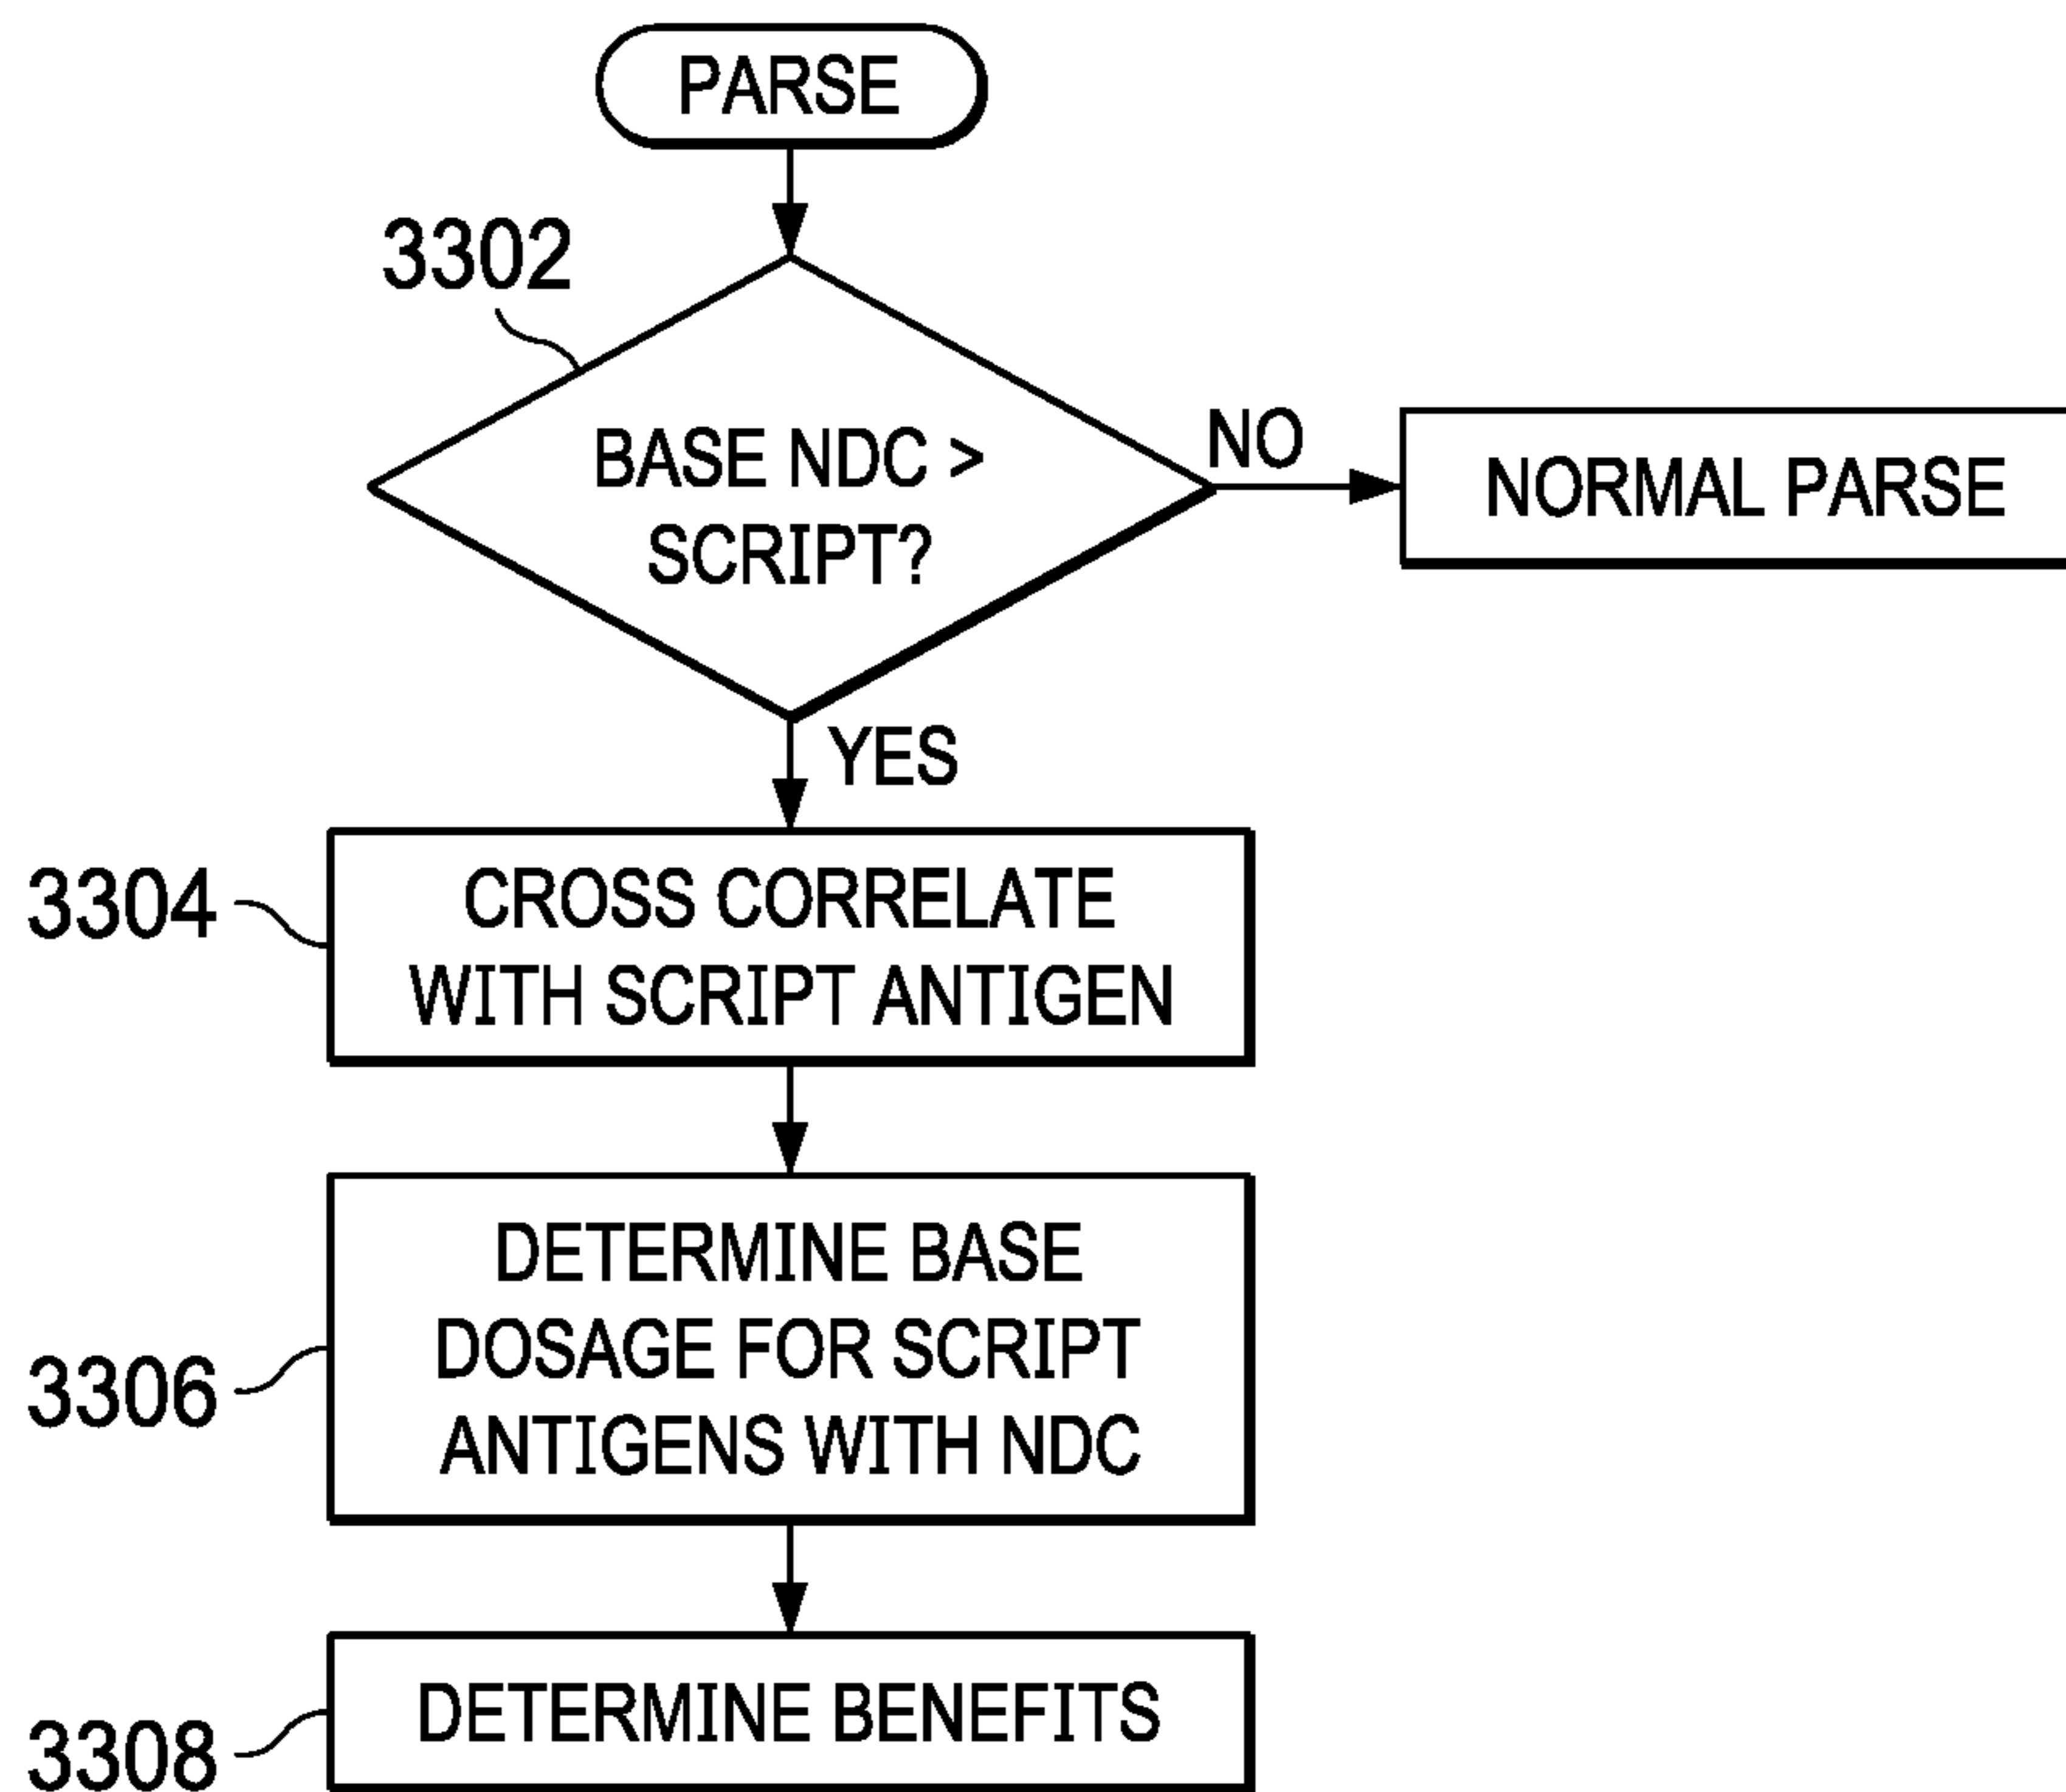 PARSE
3302
BASE NDC >
SCRIPT?
NO
NORMAL PARSE
YES
3304
CROSS CORRELATE
WITH SCRIPT ANTIGEN
3306
DETERMINE BASE
DOSAGE FOR SCRIPT
ANTIGENS WITH NDC
3308
DETERMINE BENEFITS